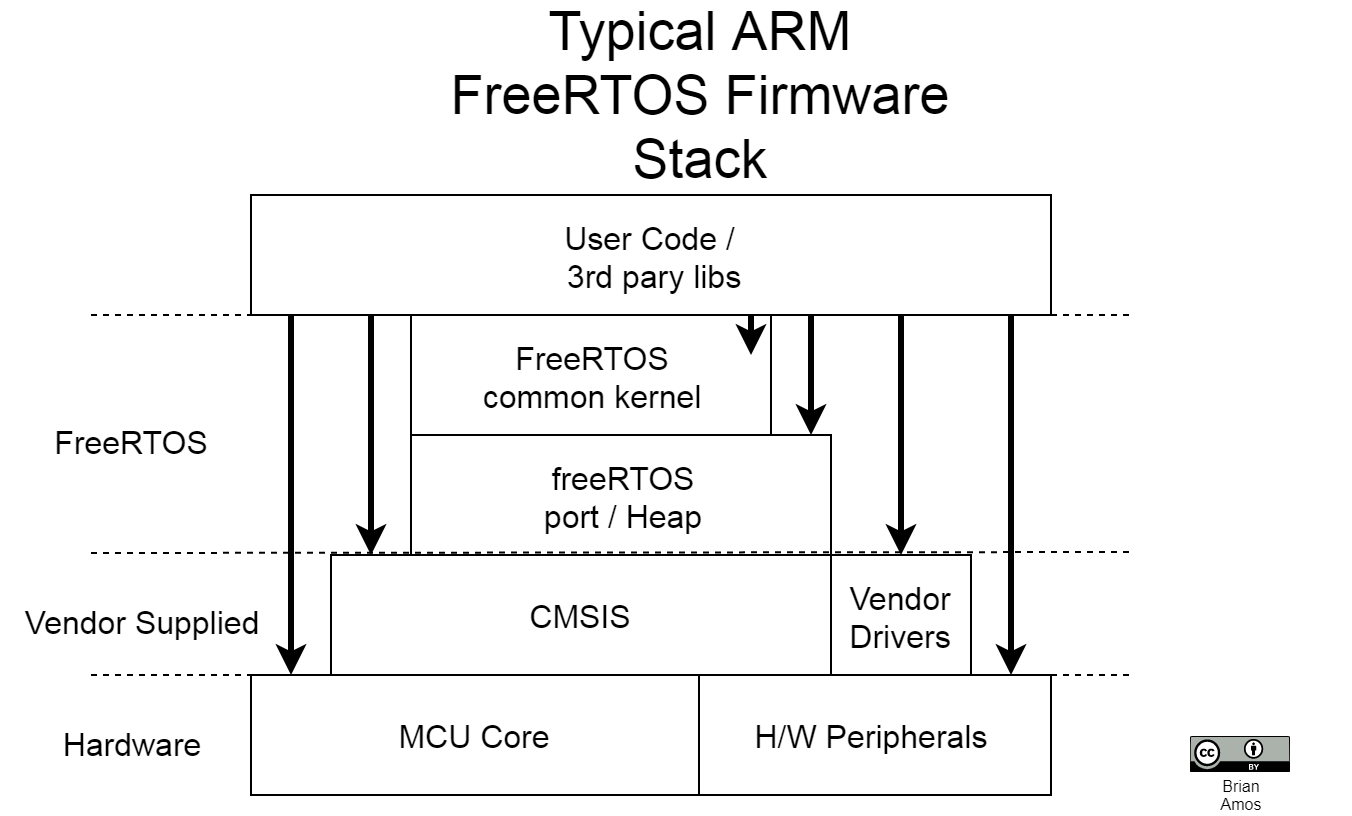 Typical ARM
FreeRTOS Firmware
Stack
User Code /
3rd pary libs
FreeRTOS
common kernel
FreeRTOS
freeRTOS
port / Heap
Vendor Supplied
CMSIS
Vendor
Drivers
Hardware
MCU Core
H/W Peripherals
cc
BY
Brian
Amos